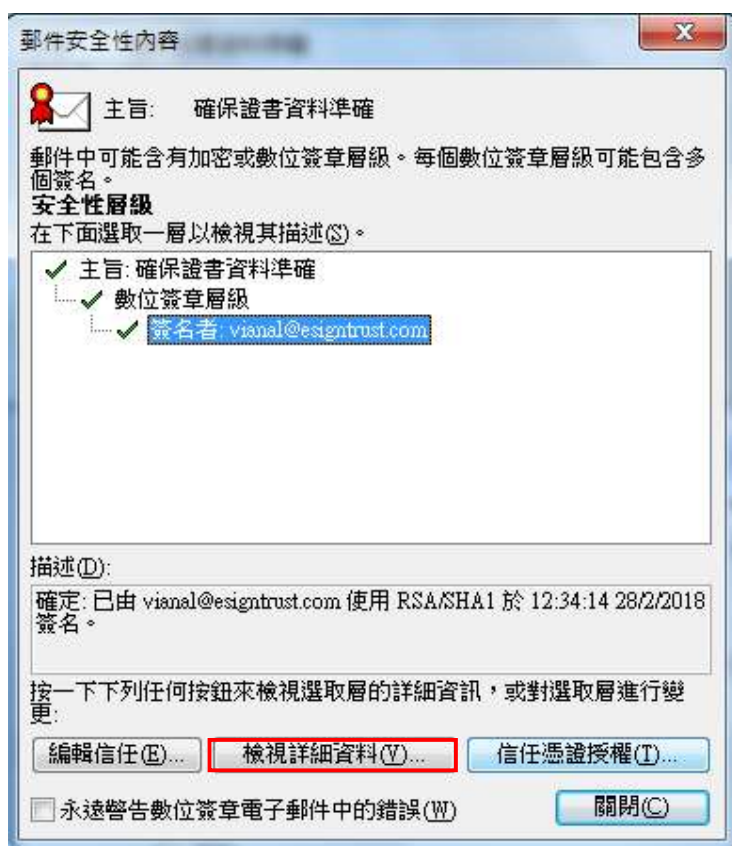 郵件安全性內容
主旨: 確保證書資料準確
郵件中可能含有加密或數位簽章層級。每個數位簽章層級可能包含多
個簽名。
安全性層級
在下面選取一層以檢視其描述(S)。
主旨: 確保證書資料準確
數位簽章層級
簽名者: vianal@esigntrust.com
描述(D):
確定: 已由 vianal@esigntrust.com 使用 RSA/SHA1 於 12:34:14 28/2/2018
簽名。
按一下下列任何按鈕來檢視選取層的詳細資訊，或對選取層進行變
更:
編輯信任(E)... 檢視詳細資料(V)... 信任憑證授權(T)...
永遠警告數位簽章電子郵件中的錯誤(W) 關閉(C)